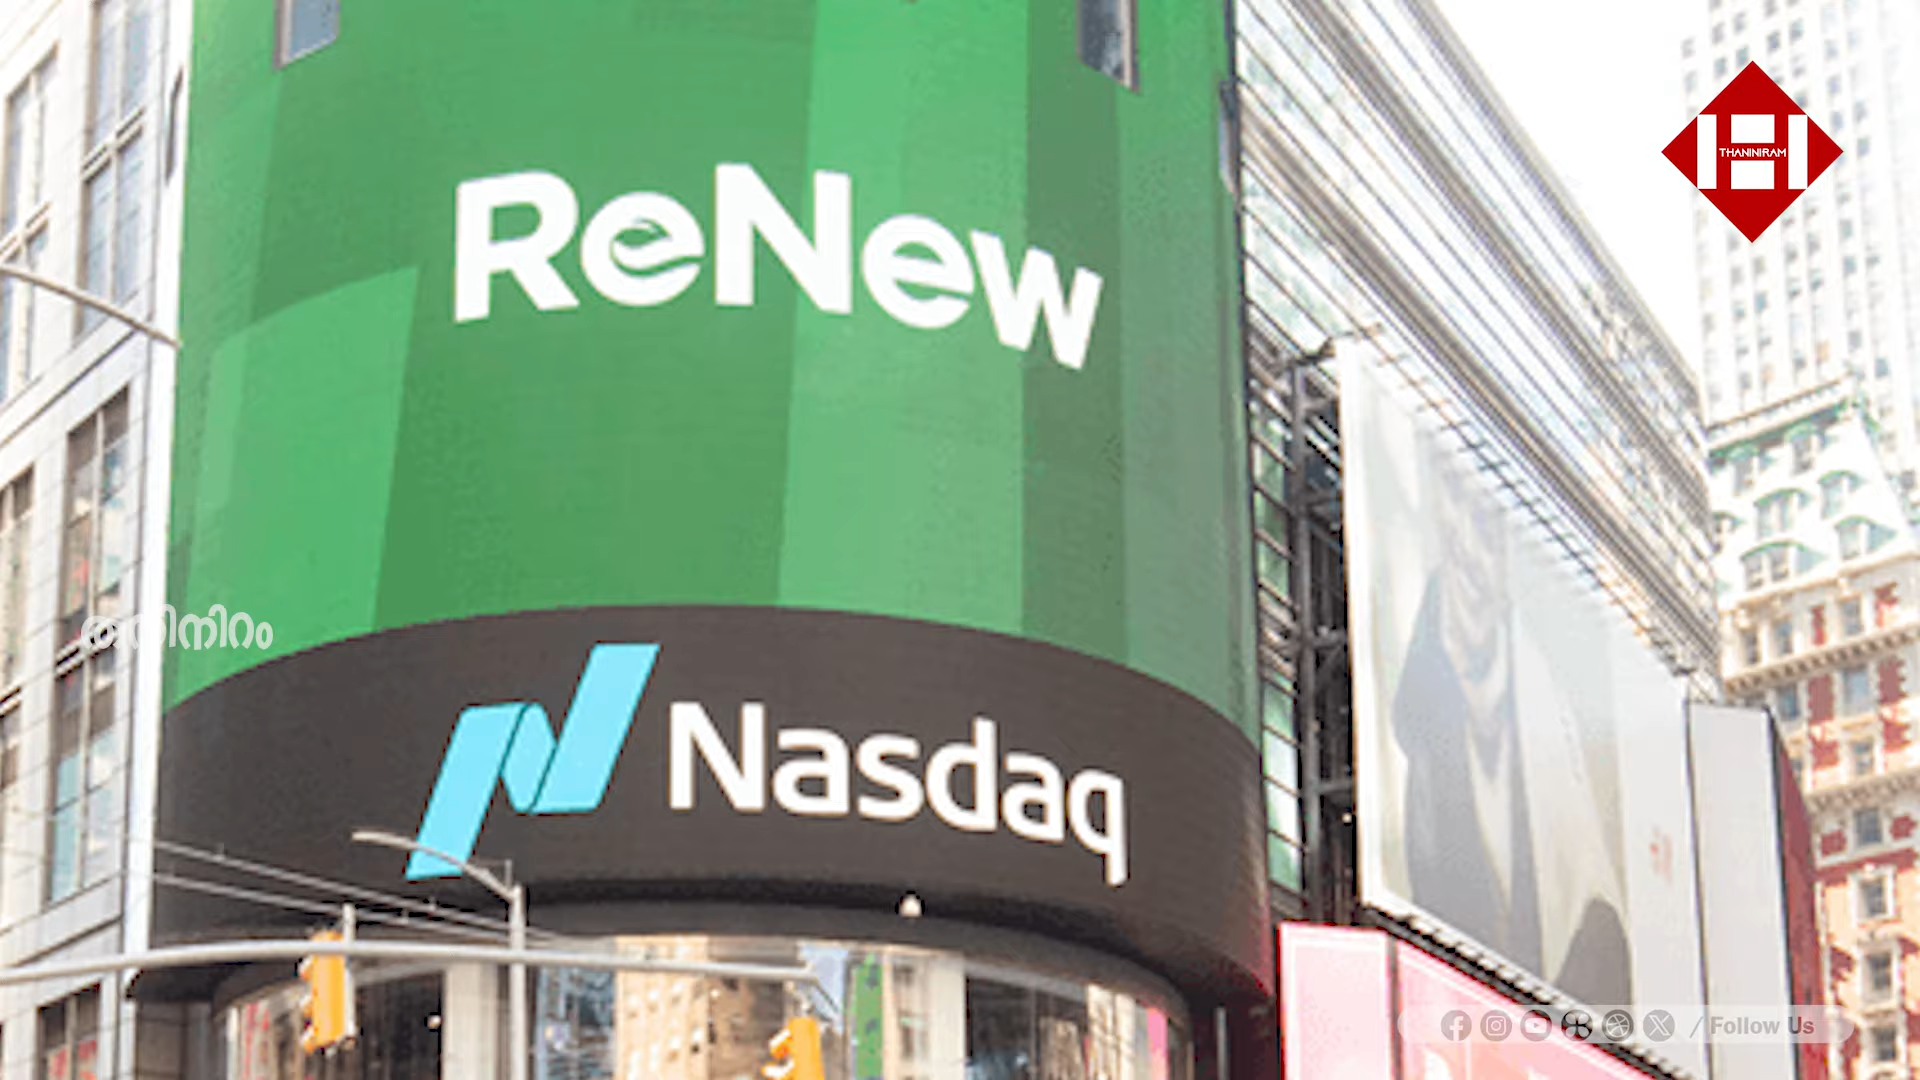 ReNew
THANINIRAM
തനിനിറം
Nasdaq
/ Follow Us